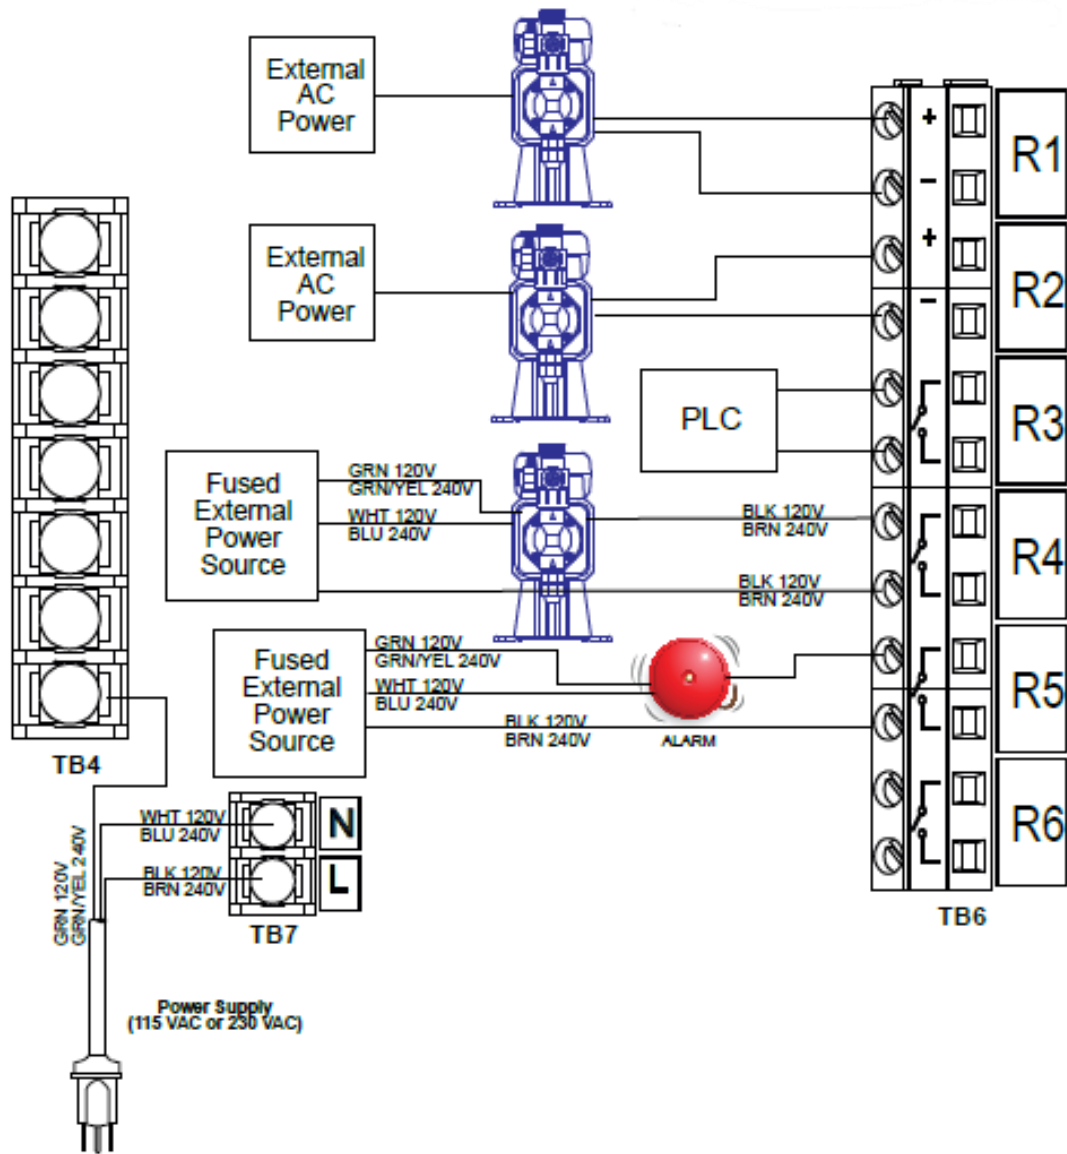 External
AC
Power
+
−
R1
External
AC
Power
+
−
R2
PLC
R3
Fused
External
Power
Source
GRN 120V
GRN/YEL 240V
WHT 120V
BLU 240V
BLK 120V
BRN 240V
BLK 120V
BRN 240V
R4
Fused
External
Power
Source
GRN 120V
GRN/YEL 240V
WHT 120V
BLU 240V
BLK 120V
BRN 240V
ALARM
R5
R6
TB6
TB4
WHT 120V
BLU 240V
N
BLK 120V
BRN 240V
L
TB7
GRN 120V
GRN/YEL 240V
Power Supply
(115 VAC or 230 VAC)